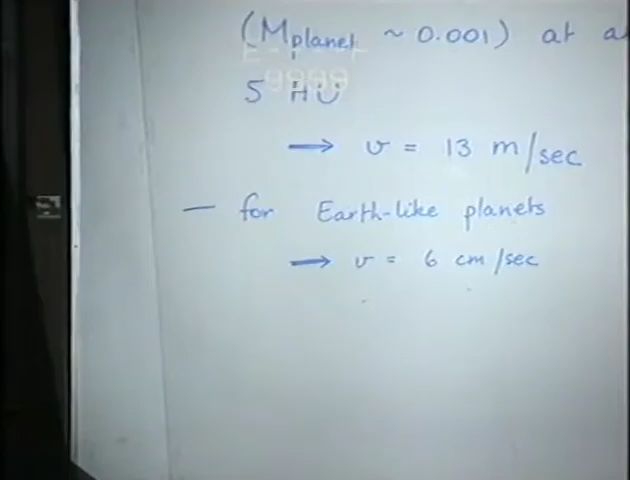 (Mplanet ~ 0.001) at a
5 AU
→ v = 13 m/sec
— for Earth-like planets
→ v = 6 cm/sec